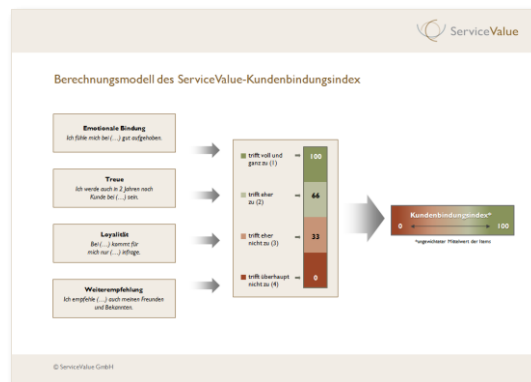 ServiceValue
Berechnungsmodell des ServiceValue-Kundenbindungsindex
Emotionale Bindung
Ich fühle mich bei (…) gut aufgehoben.
Treue
Ich werde auch in 2 Jahren noch
Kunde bei (…) sein.
Loyalität
Bei (…) kommt für
mich nur (…) infrage.
Weiterempfehlung
Ich empfehle (…) auch meinen Freunden
und Bekannten.
trifft voll und
ganz zu (1)
100
trifft eher
zu (2)
66
trifft eher
nicht zu (3)
33
trifft überhaupt
nicht zu (4)
0
Kundenbindungsindex*
0 100
*ungewichteter Mittelwert der Items
© ServiceValue GmbH